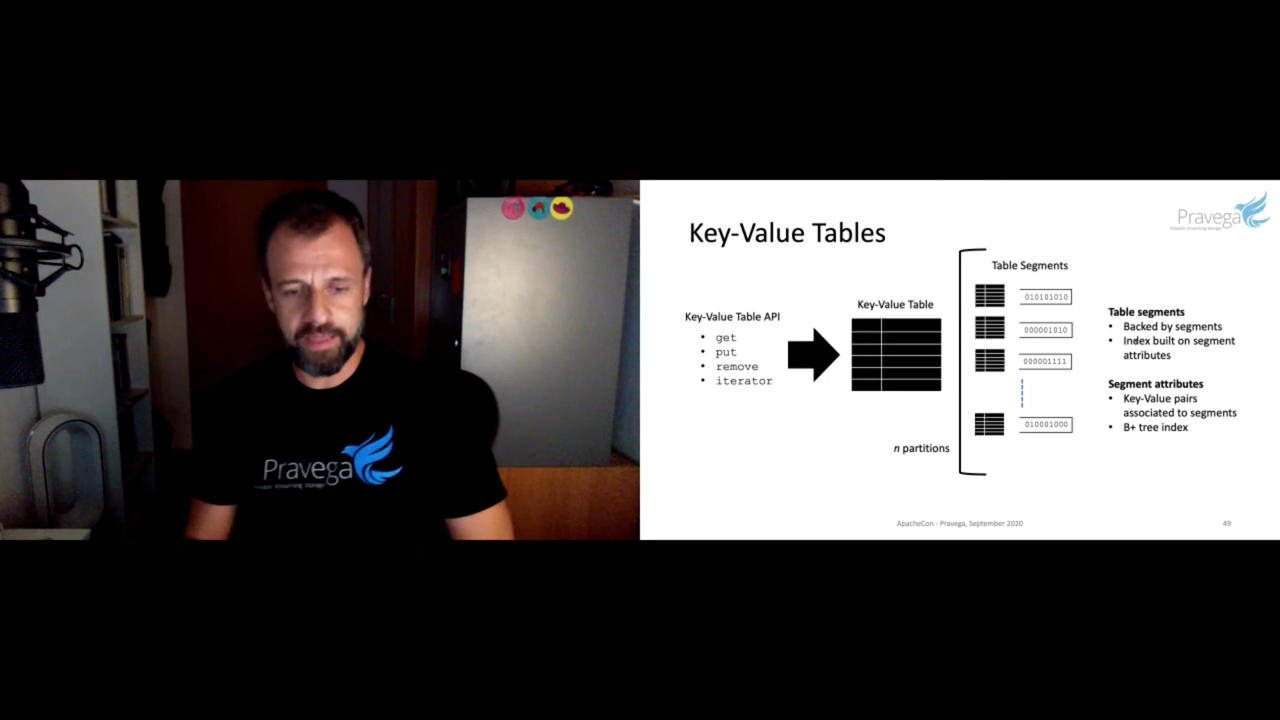 Pravega
Pravega
Key-Value Tables
Table Segments
010101010
Key-Value Table
Key-Value Table API
000001010
000001111
010001000
• get
• put
• remove
• iterator
n partitions
Table segments
• Backed by segments
• Index built on segment
attributes
Segment attributes
• Key-Value pairs
associated to segments
• B+ tree index
ApacheCon - Pravega, September 2020
49